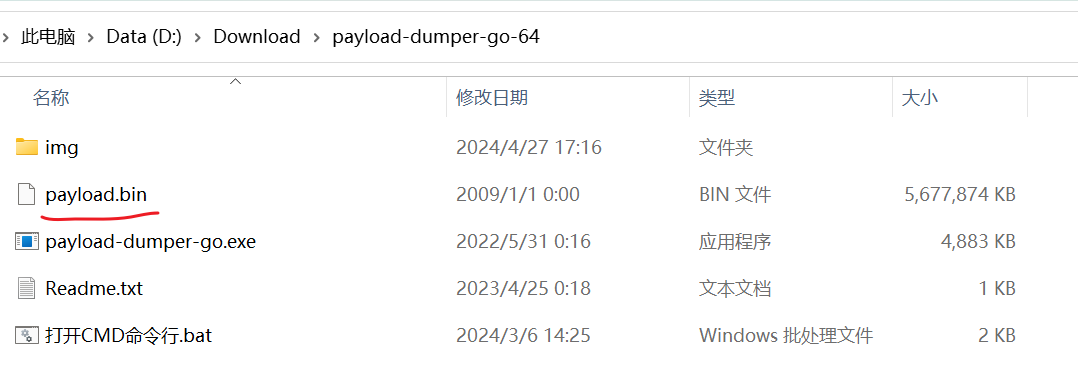 此电脑 Data (D:) Download payload-dumper-go-64
名称 修改日期 类型 大小
img 2024/4/27 17:16 文件夹
payload.bin 2009/1/1 0:00 BIN 文件 5,677,874 KB
payload-dumper-go.exe 2022/5/31 0:16 应用程序 4,883 KB
Readme.txt 2023/4/25 0:18 文本文档 1 KB
打开CMD命令行.bat 2024/3/6 14:25 Windows 批处理文件 2 KB